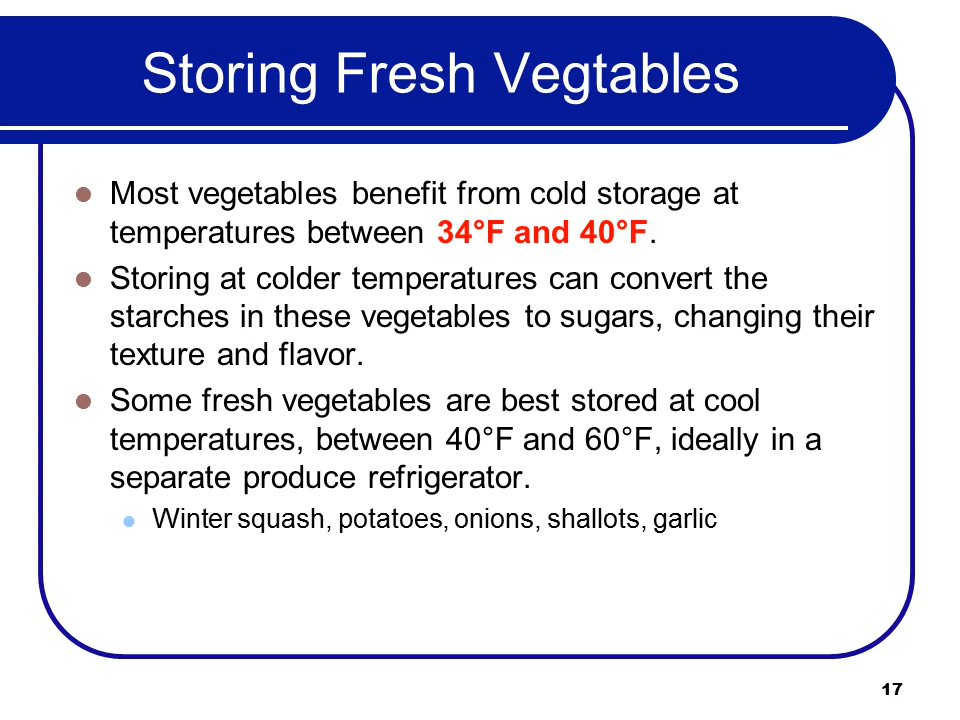 Storing Fresh Vegtables
Most vegetables benefit from cold storage at
temperatures between 34°F and 40°F.
Storing at colder temperatures can convert the
starches in these vegetables to sugars, changing their
texture and flavor.
Some fresh vegetables are best stored at cool
temperatures, between 40°F and 60°F, ideally in a
separate produce refrigerator.
Winter squash, potatoes, onions, shallots, garlic
17